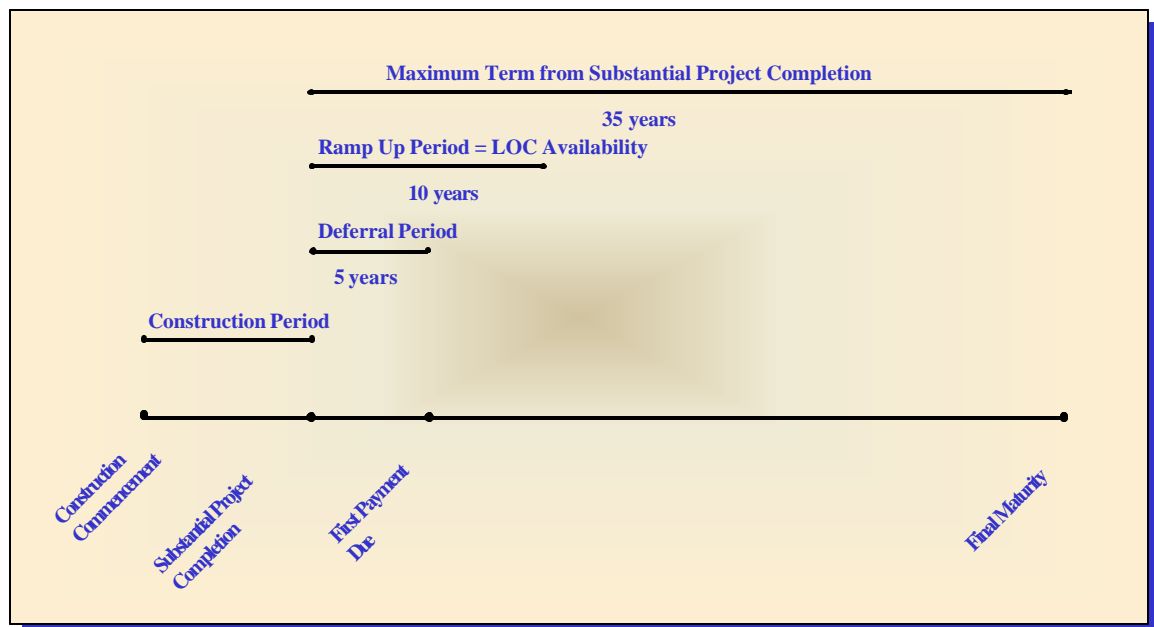 Maximum Term from Substantial Project Completion
35 years
Ramp Up Period = LOC Availability
10 years
Deferral Period
5 years
Construction Period
Construction
Commencement
Substantial Project
Completion
First Payment
Due
Final Maturity